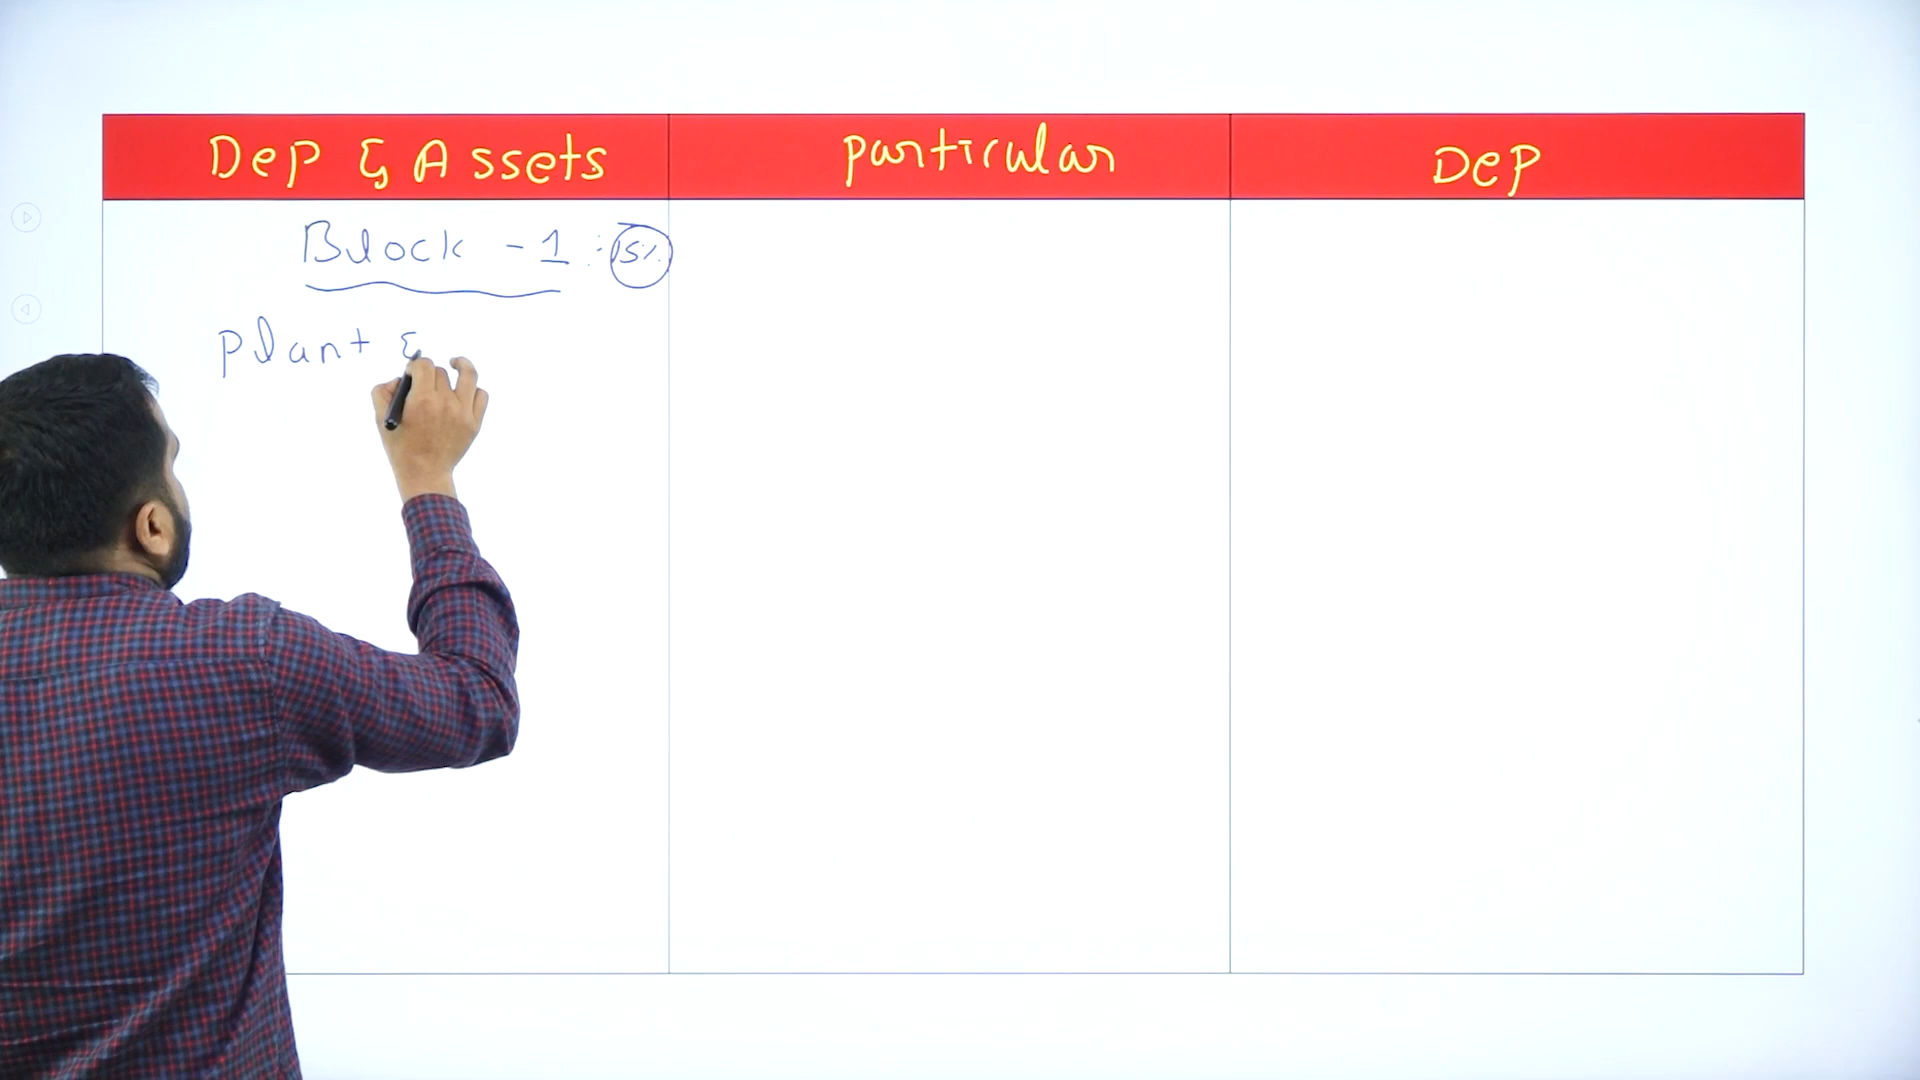 Dep & Assets
particular
Dep
Block - 1 : 15%
Plant &